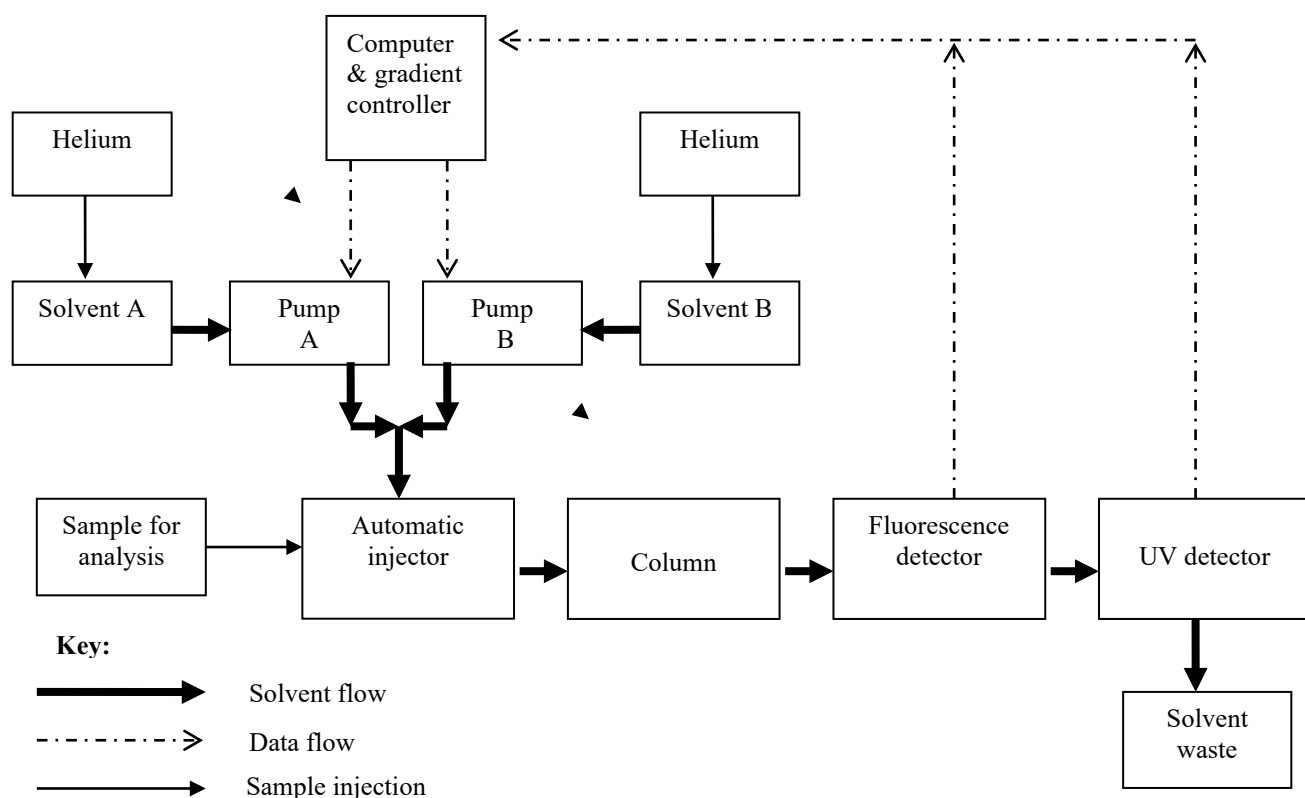 Computer
& gradient
controller
Helium
Helium
Solvent A
Pump
A
Pump
B
Solvent B
Sample for
analysis
Automatic
injector
Column
Fluorescence
detector
UV detector
Key:
Solvent flow
Data flow
Sample injection
Solvent
waste